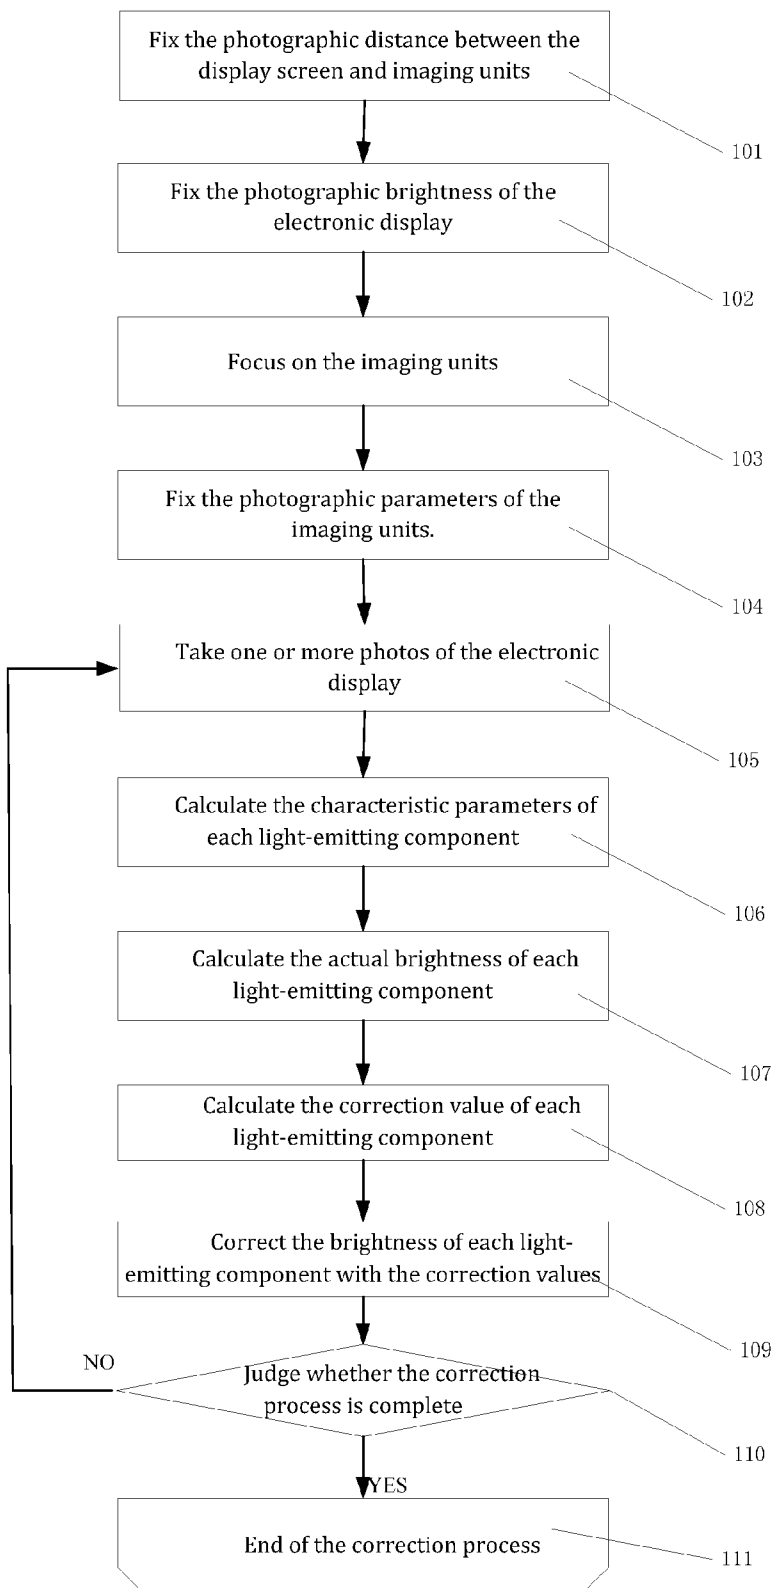 Fix the photographic distance between the
display screen and imaging units
101
Fix the photographic brightness of the
electronic display
102
Focus on the imaging units
103
Fix the photographic parameters of the
imaging units.
104
Take one or more photos of the electronic
display
105
Calculate the characteristic parameters of
each light-emitting component
106
Calculate the actual brightness of each
light-emitting component
107
Calculate the correction value of each
light-emitting component
108
Correct the brightness of each light-
emitting component with the correction values
109
NO
Judge whether the correction
process is complete
110
YES
End of the correction process
111